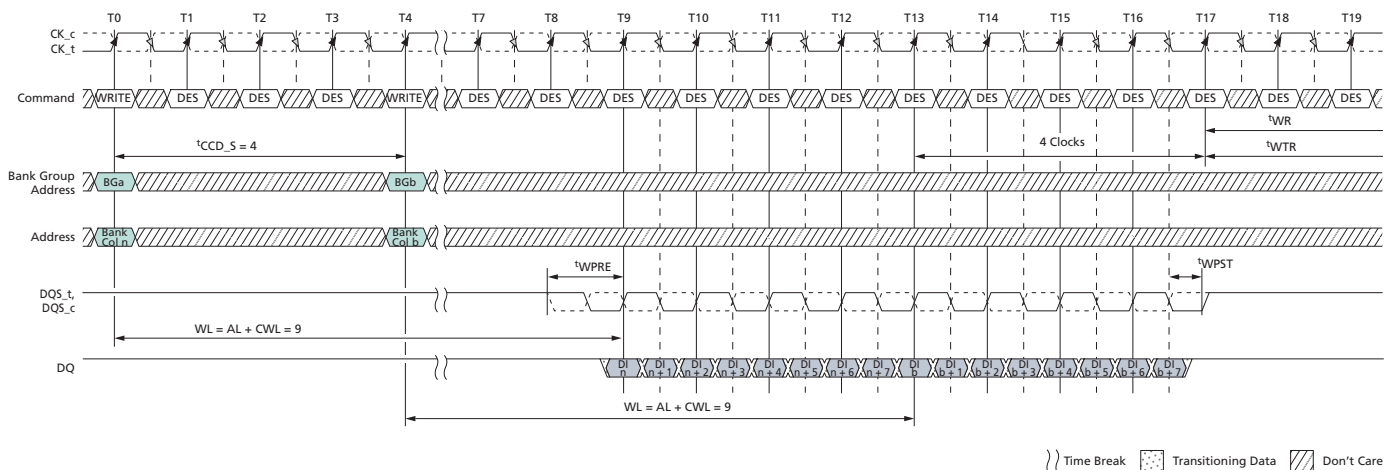 T0 T1 T2 T3 T4 T7 T8 T9 T10 T11 T12 T13 T14 T15 T16 T17 T18 T19
CK_c
CK_t
Command WRITE DES DES DES WRITE DES DES DES DES DES DES DES DES DES DES DES DES DES
tWR
tCCD_S = 4 4 Clocks tWTR
Bank Group
Address BGa BGb
Address Bank
Col n Bank
Col b
tWPRE tWPST
DQS_t,
DQS_c
WL = AL + CWL = 9
DQ DI
n DI
n + 1 DI
n + 2 DI
n + 3 DI
n + 4 DI
n + 5 DI
n + 6 DI
n + 7 DI
b DI
b + 1 DI
b + 2 DI
b + 3 DI
b + 4 DI
b + 5 DI
b + 6 DI
b + 7
WL = AL + CWL = 9
Time Break Transitioning Data Don't Care